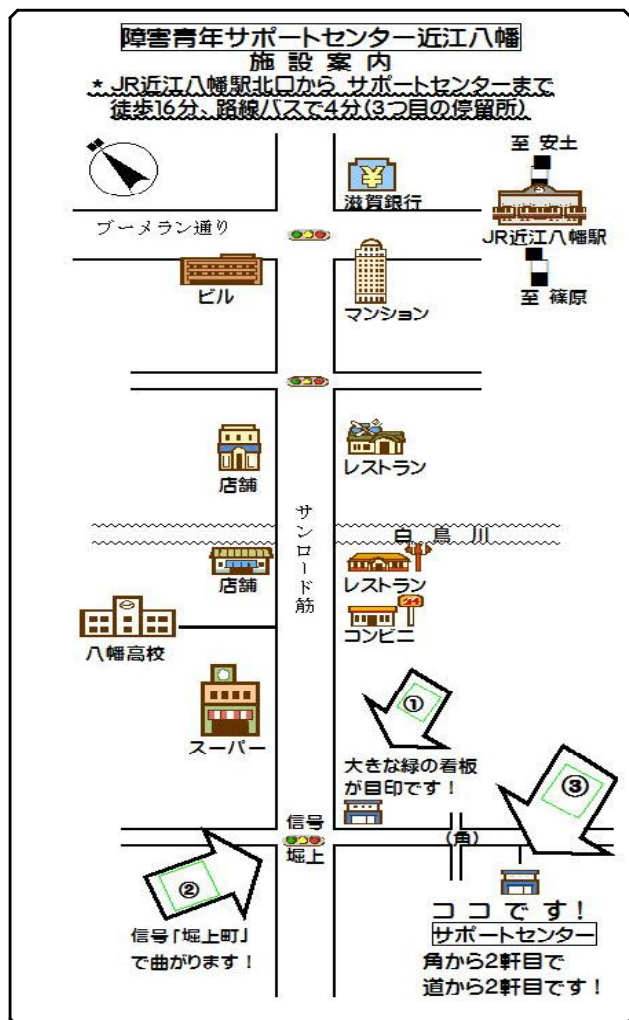 障害青年サポートセンター近江八幡
施設案内
* JR近江八幡駅北口から サポートセンターまで
徒歩16分、路線バスで4分(3つ目の停留所)
至 安土
滋賀銀行
JR近江八幡駅
ブーメラン通り
至 篠原
ビル
マンション
店舗
レストラン
サンロード筋
白鳥川
店舗
レストラン
コンビニ
八幡高校
スーパー
①
大きな緑の看板
が目印です!
③
信号
堀上
(角)
②
信号「堀上町」
で曲がります!
ココです!
サポートセンター
角から2軒目で
道から2軒目です!